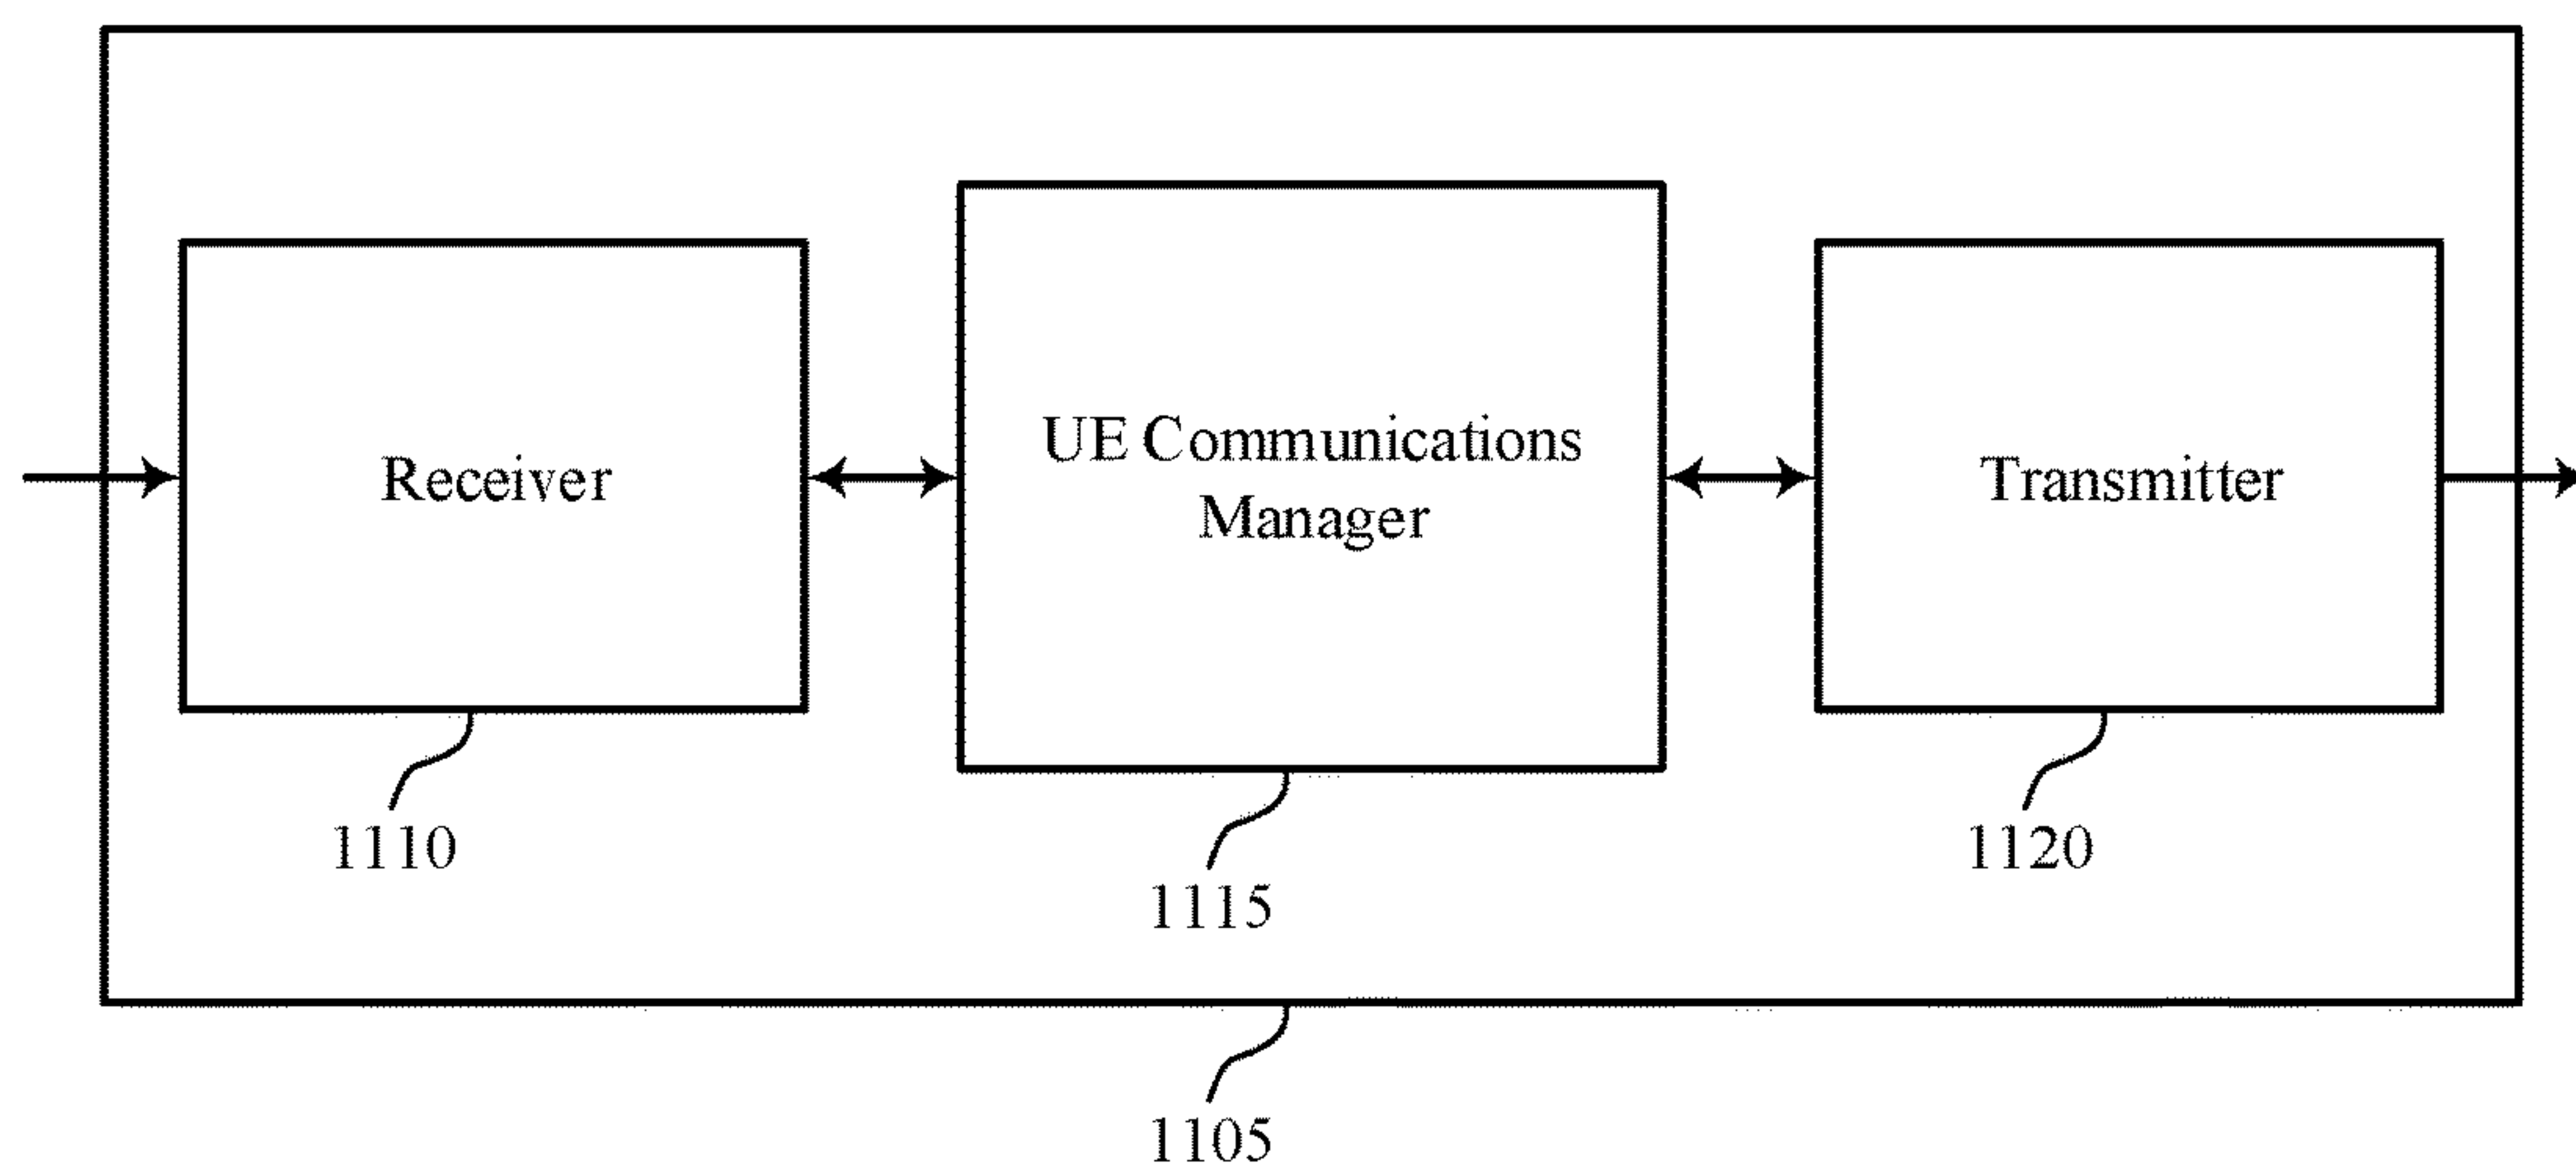 Receiver
UE Communications
Manager
Transmitter
1110
1115
1120
1105